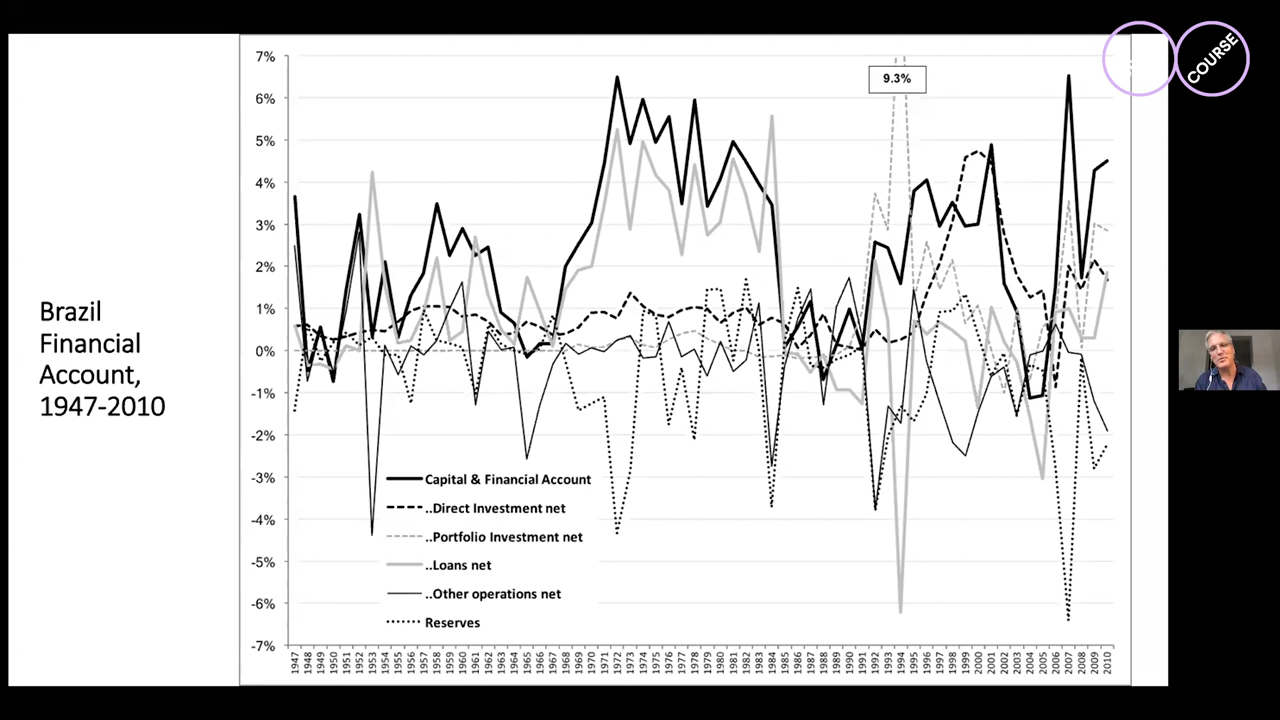 COURSE
Brazil
Financial
Account,
1947-2010
7%
6%
5%
4%
3%
2%
1%
0%
-1%
-2%
-3%
-4%
-5%
-6%
-7%
9.3%
Capital & Financial Account
..Direct Investment net
..Portfolio Investment net
..Loans net
..Other operations net
Reserves
1947 1948 1949 1950 1951 1952 1953 1954 1955 1956 1957 1958 1959 1960 1961 1962 1963 1964 1965 1966 1967 1968 1969 1970 1971 1972 1973 1974 1975 1976 1977 1978 1979 1980 1981 1982 1983 1984 1985 1986 1987 1988 1989 1990 1991 1992 1993 1994 1995 1996 1997 1998 1999 2000 2001 2002 2003 2004 2005 2006 2007 2008 2009 2010